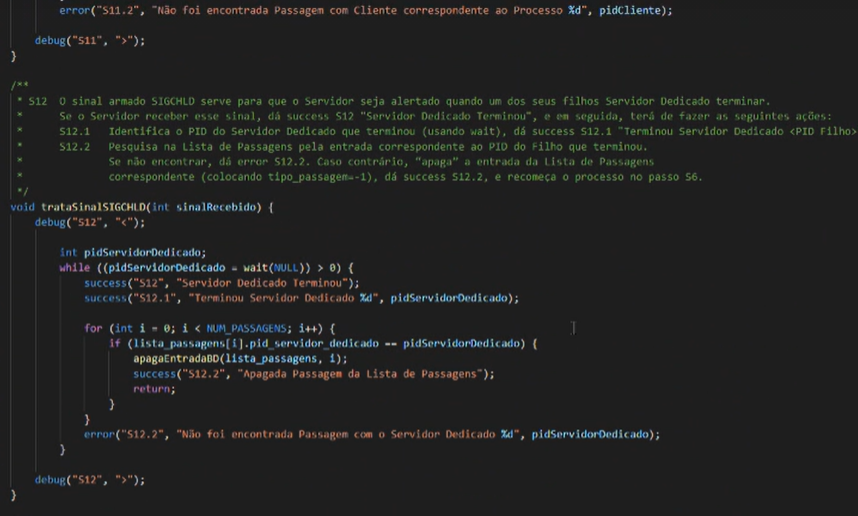 error("S11.2", "Não foi encontrada Passagem com Cliente correspondente ao Processo %d", pidCliente);
debug("S11", ">");
}
/**
* S12 O sinal armado SIGCHLD serve para que o Servidor seja alertado quando um dos seus filhos Servidor Dedicado terminar.
* Se o Servidor receber esse sinal, dá success S12 "Servidor Dedicado Terminou", e em seguida, terá de fazer as seguintes ações:
* S12.1 Identifica o PID do Servidor Dedicado que terminou (usando wait), dá success S12.1 "Terminou Servidor Dedicado <PID Filho>
* S12.2 Pesquisa na Lista de Passagens pela entrada correspondente ao PID do Filho que terminou.
* Se não encontrar, dá error S12.2. Caso contrário, "apaga" a entrada da Lista de Passagens
* correspondente (colocando tipo_passagem=-1), dá success S12.2, e recomeça o processo no passo S6.
*/
void trataSinalSIGCHLD(int sinalRecebido) {
debug("S12", "<");
int pidServidorDedicado;
while ((pidServidorDedicado = wait(NULL)) > 0) {
success("S12", "Servidor Dedicado Terminou");
success("S12.1", "Terminou Servidor Dedicado %d", pidServidorDedicado);
for (int i = 0; i < NUM_PASSAGENS; i++) {
if (lista_passagens[i].pid_servidor_dedicado == pidServidorDedicado) {
apagaEntradaBD(lista_passagens, i);
success("S12.2", "Apagada Passagem da Lista de Passagens");
return;
}
}
error("S12.2", "Não foi encontrada Passagem com o Servidor Dedicado %d", pidServidorDedicado);
}
debug("S12", ">");
}